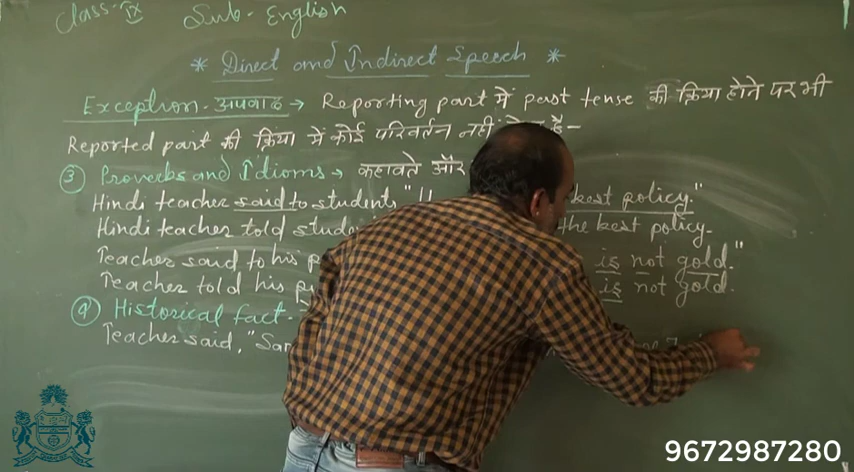 Class-IX Sub- English
* Direct and Indirect Speech *
Exception - अपवाद → Reporting part में past tense की क्रिया होने पर भी
Reported part की क्रिया में कोई परिवर्तन नहीं है -
③ Proverbs and Idioms → कहावते और
Hindi teacher said to students "H best policy."
Hindi teacher told stude the best policy.
Teacher said to his p is not gold."
Teacher told his is not gold.
④ Historical fact -
Teacher said, "Sa
9672987280